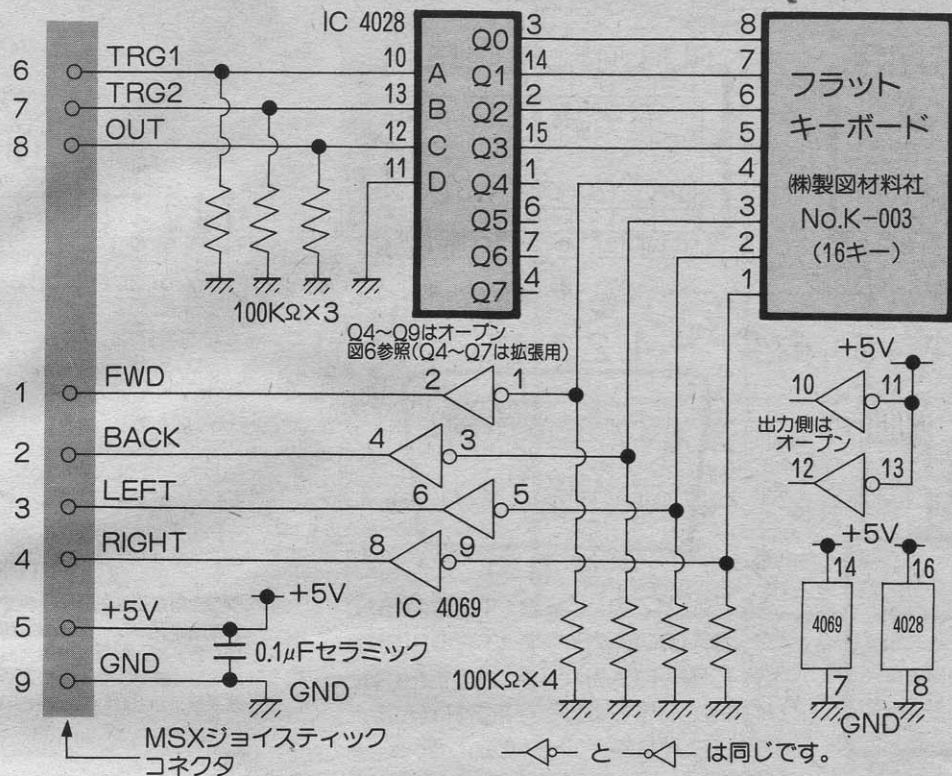 IC 4028
6 TRG1 10 A Q0 3 8
7 TRG2 13 B Q1 14 7
8 OUT 12 C Q2 2 6
11 D Q3 15 5
Q4 1 4
Q5 6 3
Q6 7 2
Q7 4 1
フラット
キーボード
㈱製図材料社
No.K-003
(16キー)
100KΩ×3
Q4〜Q9はオープン
図6参照(Q4〜Q7は拡張用)
1 FWD 2 1
2 BACK 4 3
3 LEFT 6 5
4 RIGHT 8 9
IC 4069
5 +5V +5V
0.1μFセラミック
9 GND GND
100KΩ×4
+5V
10 11
出力側は
オープン
12 13
+5V
14 16
4069 4028
7 8
GND
MSXジョイスティック
コネクタ
と は同じです。